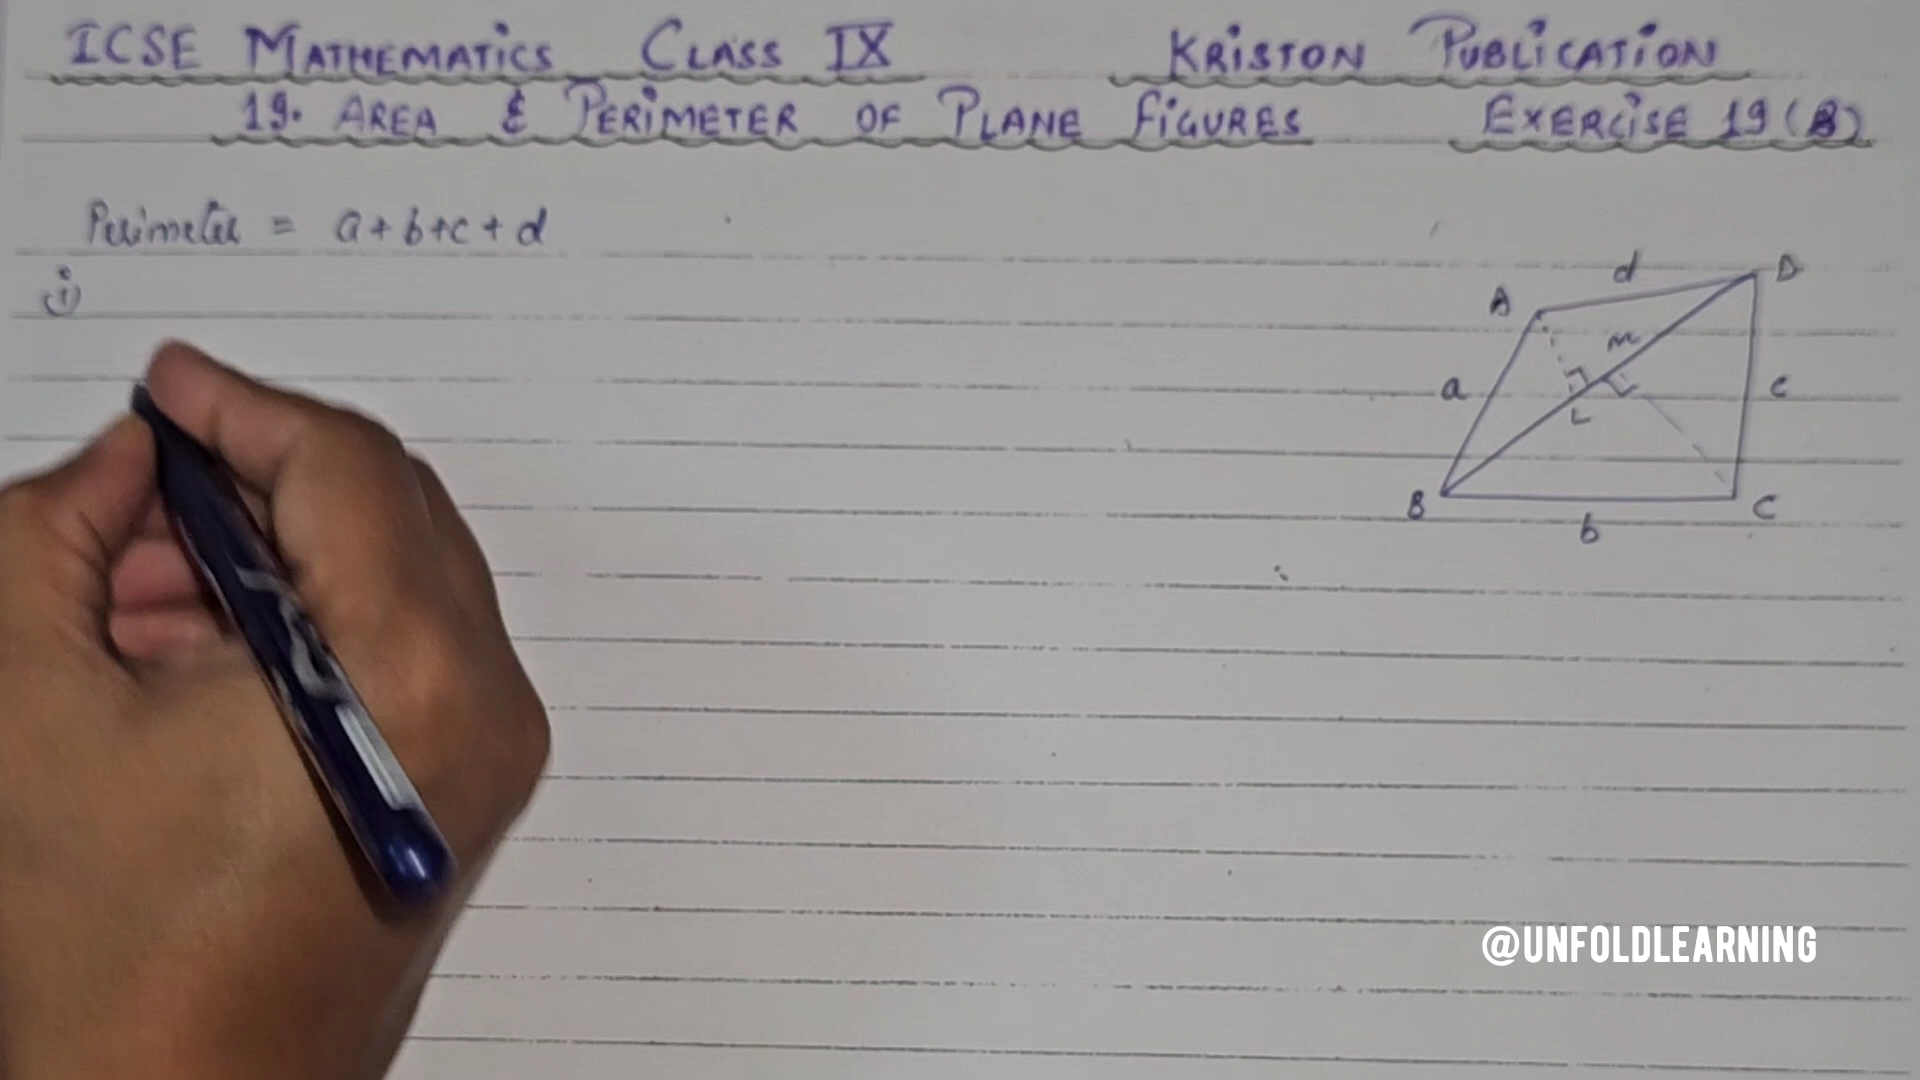 ICSE MATHEMATICS CLASS IX KRISTON PUBLICATION
19. AREA & PERIMETER OF PLANE FIGURES EXERCISE 19(B)
Perimeter = a+b+c+d
(i)
d D
A
m
a c
L
B C
b
@UNFOLDLEARNING